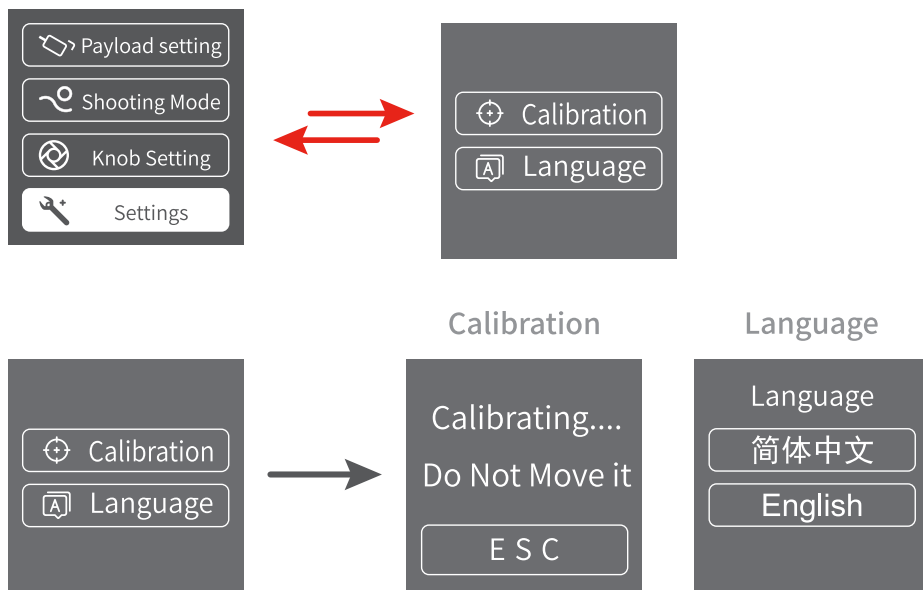 Payload setting
Shooting Mode
Knob Setting
Settings
Calibration
A Language
Calibration
Language
Calibration
A Language
Calibrating....
Do Not Move it
E S C
Language
简体中文
English